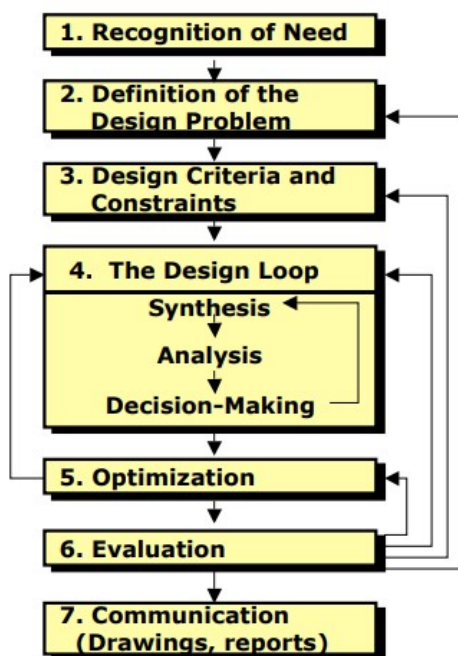 1. Recognition of Need
2. Definition of the
Design Problem
3. Design Criteria and
Constraints
4. The Design Loop
Synthesis
Analysis
Decision-Making
5. Optimization
6. Evaluation
7. Communication
(Drawings, reports)